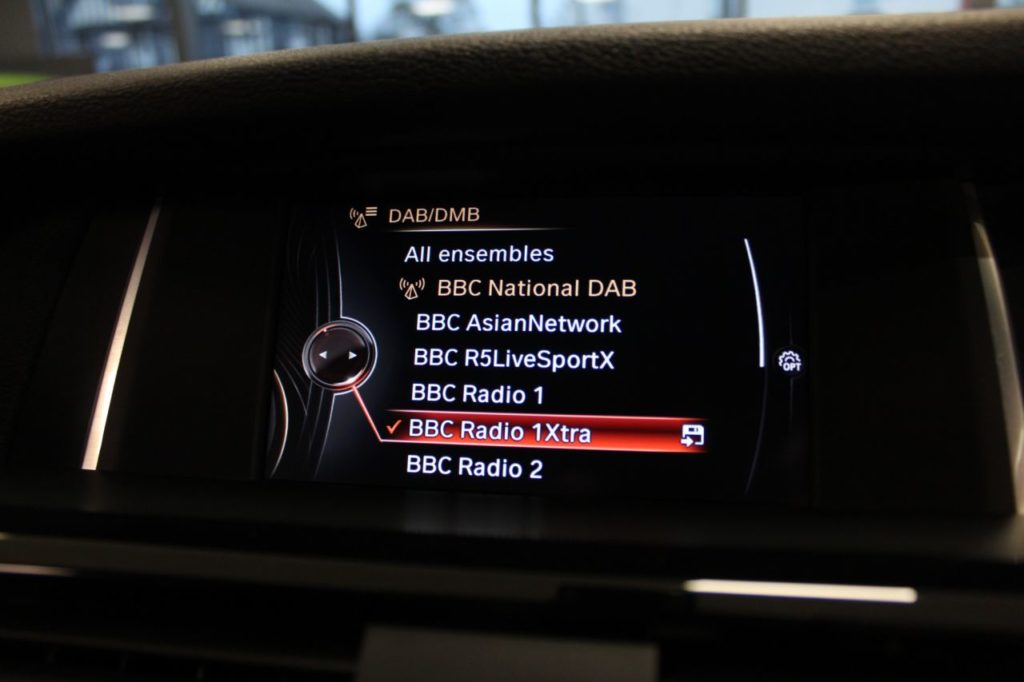 DAB/DMB
All ensembles
BBC National DAB
BBC AsianNetwork
BBC R5LiveSportX
OPT
BBC Radio 1
BBC Radio 1Xtra
BBC Radio 2